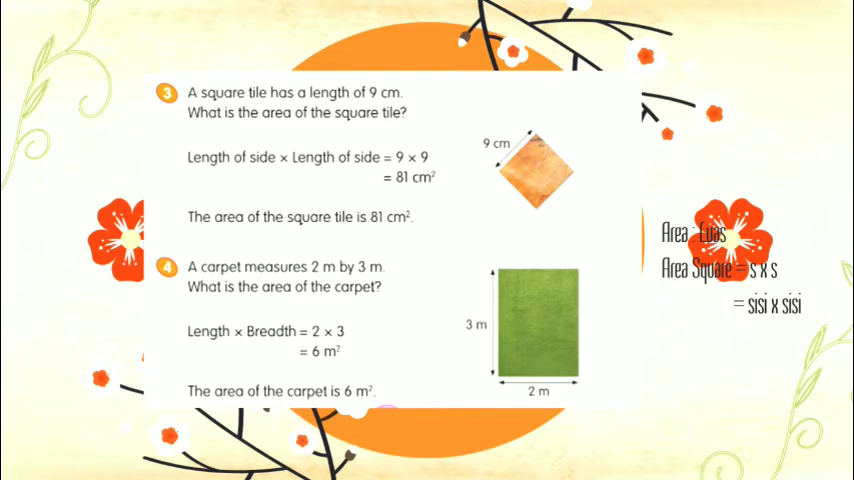 3 A square tile has a length of 9 cm.
What is the area of the square tile?
9 cm
Length of side × Length of side = 9 × 9
= 81 cm²
The area of the square tile is 81 cm².
4 A carpet measures 2 m by 3 m.
What is the area of the carpet?
3 m
Length × Breadth = 2 × 3
= 6 m²
The area of the carpet is 6 m².
2 m
Area : Luas
Area Square = s x s
= sisi x sisi